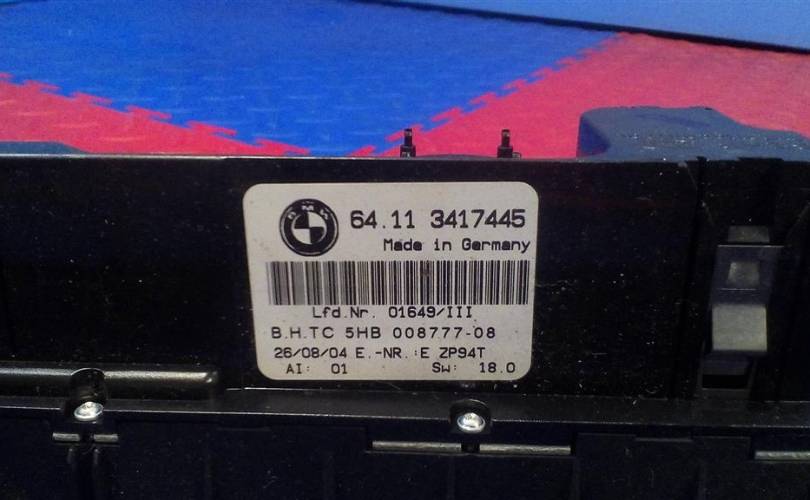 BMW
64.11 3417445
Made in Germany
Lfd.Nr. 01649/III
B.H.TC 5HB 008777-08
26/08/04 E.-NR.:E ZP94T
AI: 01 SW: 18.0